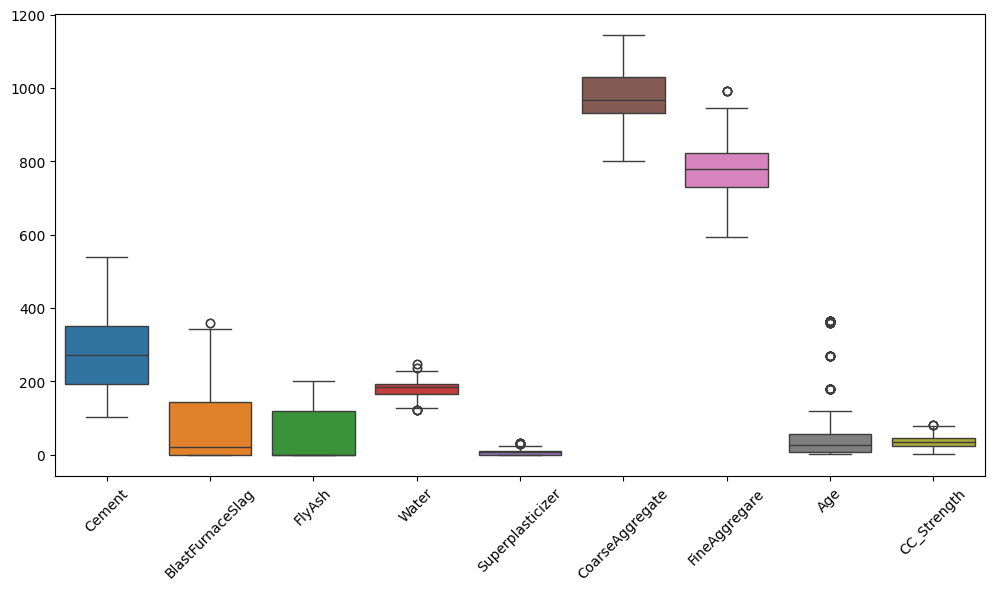 1200
1000
800
600
400
200
0
Cement
BlastFurnaceSlag
FlyAsh
Water
Superplasticizer
CoarseAggregate
FineAggregare
Age
CC_Strength